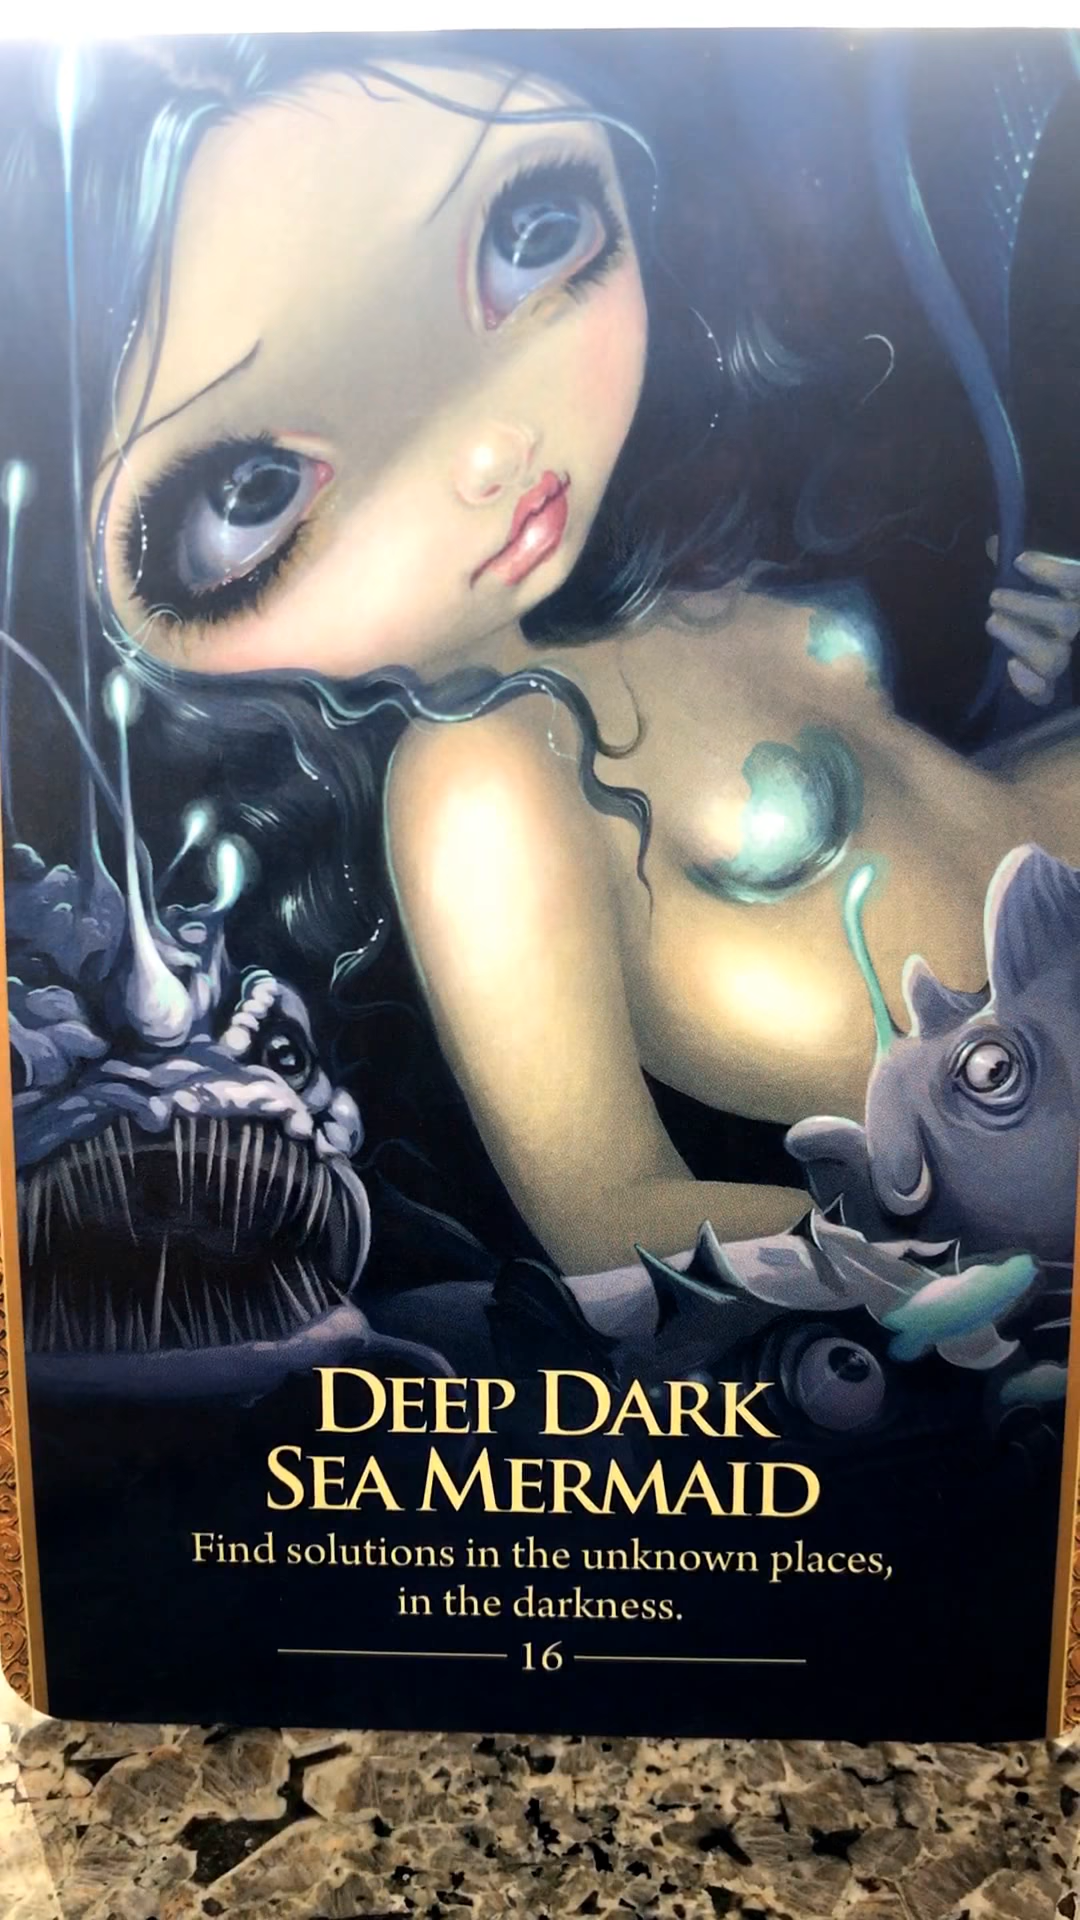 DEEP DARK
SEA MERMAID
Find solutions in the unknown places,
in the darkness.
16